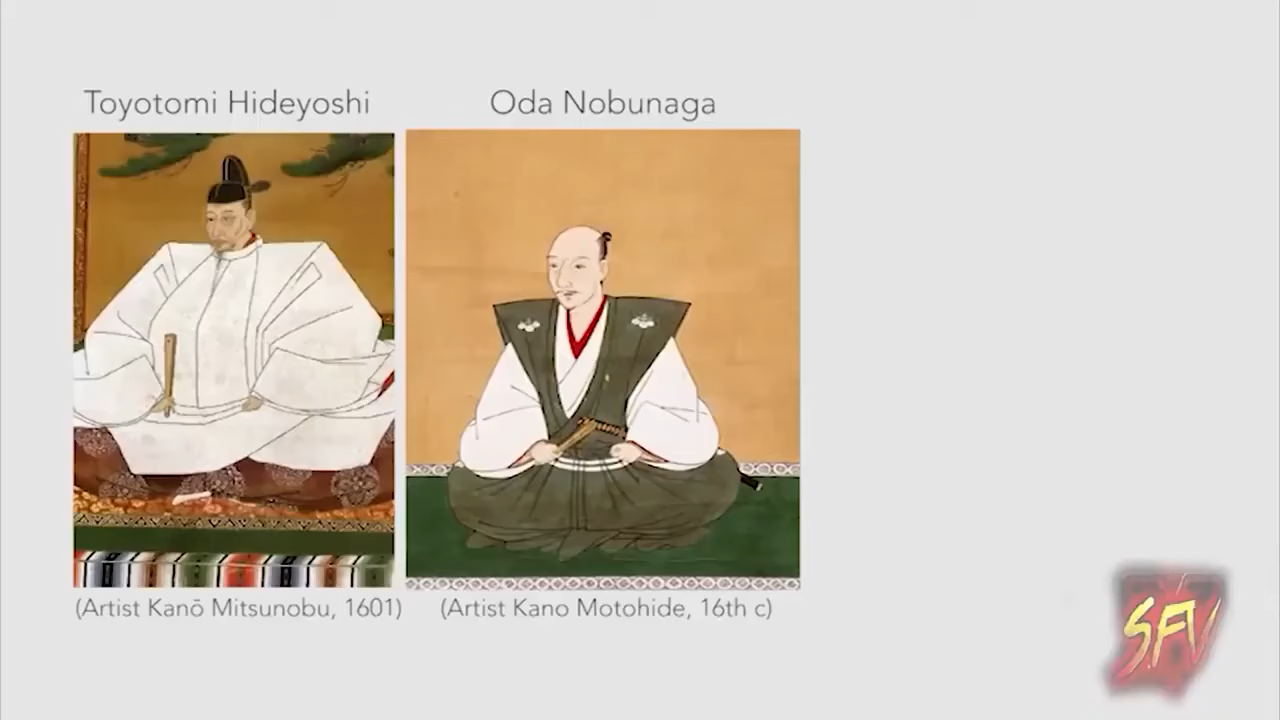 Toyotomi Hideyoshi
Oda Nobunaga
(Artist Kanō Mitsunobu, 1601)
(Artist Kano Motohide, 16th c)
SFV